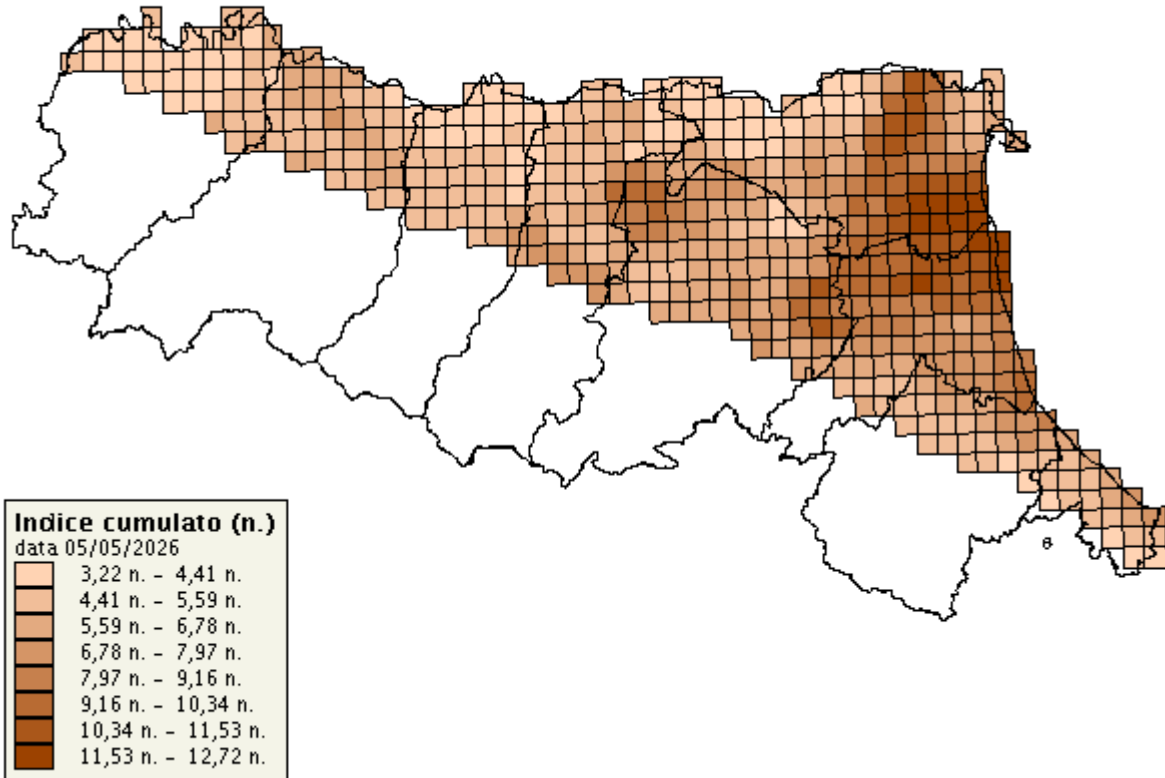 Indice cumulato (n.)
data 05/05/2026
3,22 n. - 4,41 n.
4,41 n. - 5,59 n.
5,59 n. - 6,78 n.
6,78 n. - 7,97 n.
7,97 n. - 9,16 n.
9,16 n. - 10,34 n.
10,34 n. - 11,53 n.
11,53 n. - 12,72 n.